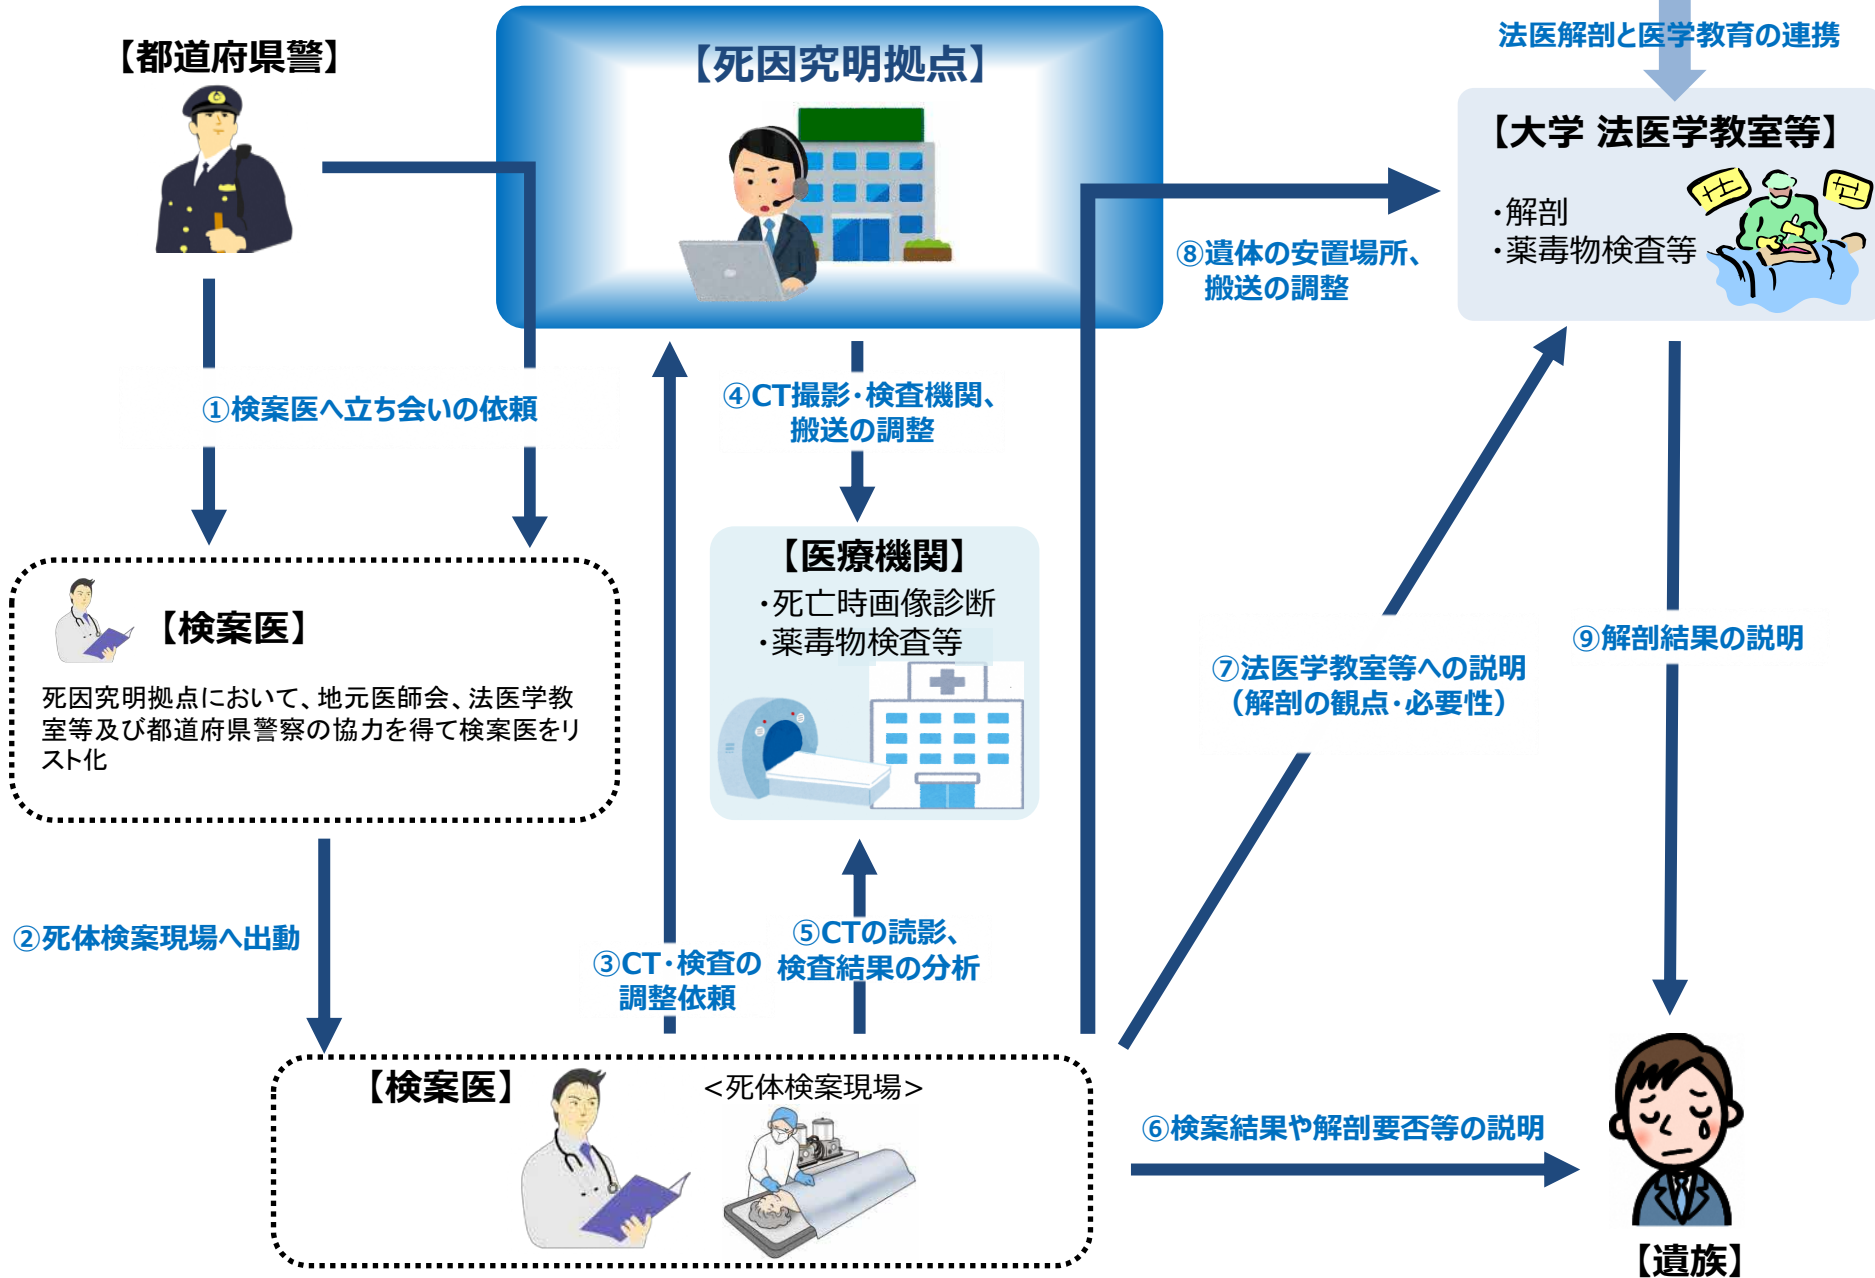 【都道府県警】
【死因究明拠点】
法医解剖と医学教育の連携
【大学 法医学教室等】
・解剖
・薬毒物検査等
⑧遺体の安置場所、
搬送の調整
①検案医へ立ち会いの依頼
④CT撮影・検査機関、
搬送の調整
【医療機関】
・死亡時画像診断
・薬毒物検査等
【検案医】
死因究明拠点において、地元医師会、法医学教
室等及び都道府県警察の協力を得て検案医をリ
スト化
⑦法医学教室等への説明
（解剖の観点・必要性）
⑨解剖結果の説明
②死体検案現場へ出動
③CT・検査の
調整依頼
⑤CTの読影、
検査結果の分析
【検案医】
<死体検案現場>
⑥検案結果や解剖要否等の説明
【遺族】